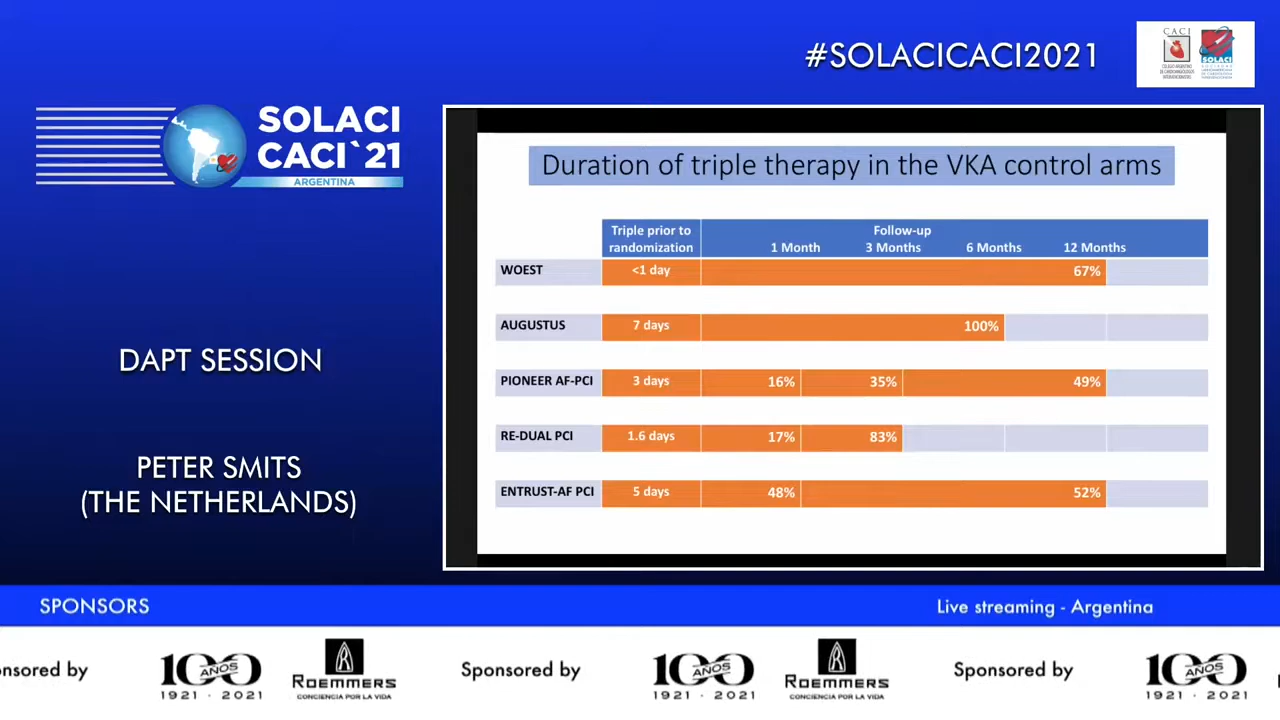 #SOLACICACI2021
CACI
SOLACI
SOLACI
CACI`21
ARGENTINA
DAPT SESSION
PETER SMITS
(THE NETHERLANDS)
Duration of triple therapy in the VKA control arms
Triple prior to randomization Follow-up
1 Month 3 Months 6 Months 12 Months
WOEST <1 day 67%
AUGUSTUS 7 days 100%
PIONEER AF-PCI 3 days 16% 35% 49%
RE-DUAL PCI 1.6 days 17% 83%
ENTRUST-AF PCI 5 days 48% 52%
SPONSORS Live streaming - Argentina
onsored by
100 AÑOS
1921 - 2021
ROEMMERS
CONCIENCIA POR LA VIDA
Sponsored by
100 AÑOS
1921 - 2021
ROEMMERS
CONCIENCIA POR LA VIDA
Sponsored by
100 AÑOS
1921 - 2021